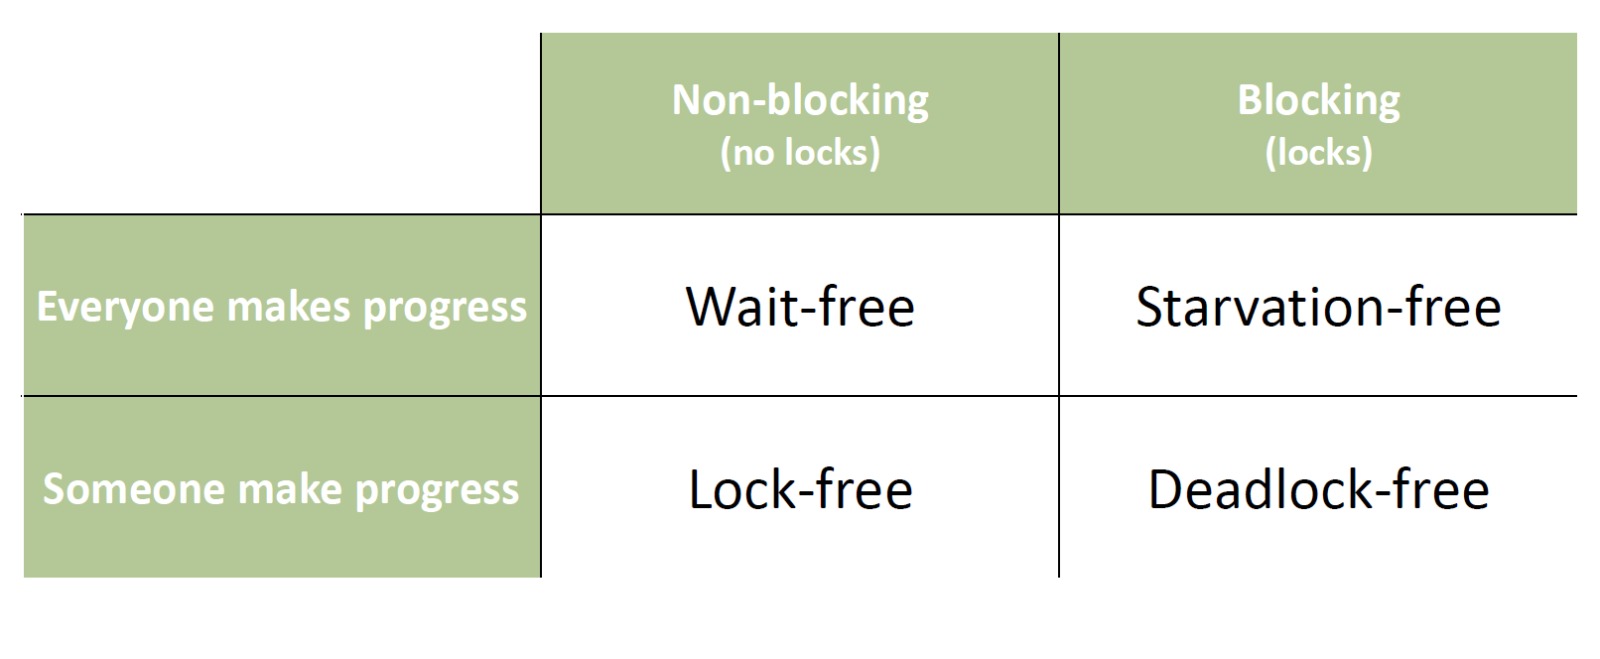 Non-blocking
(no locks)
Blocking
(locks)
Everyone makes progress
Wait-free
Starvation-free
Someone make progress
Lock-free
Deadlock-free